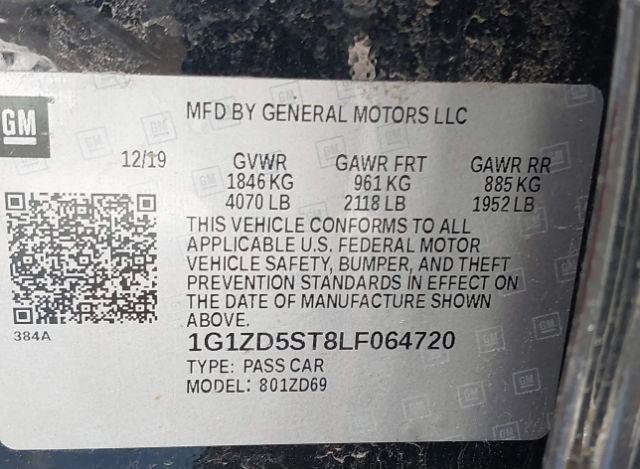 GM
MFD BY GENERAL MOTORS LLC
12/19 GVWR GAWR FRT GAWR RR
1846 KG 961 KG 885 KG
4070 LB 2118 LB 1952 LB
THIS VEHICLE CONFORMS TO ALL
APPLICABLE U.S. FEDERAL MOTOR
VEHICLE SAFETY, BUMPER, AND THEFT
PREVENTION STANDARDS IN EFFECT ON
THE DATE OF MANUFACTURE SHOWN
ABOVE.
384A
1G1ZD5ST8LF064720
TYPE: PASS CAR
MODEL: 801ZD69